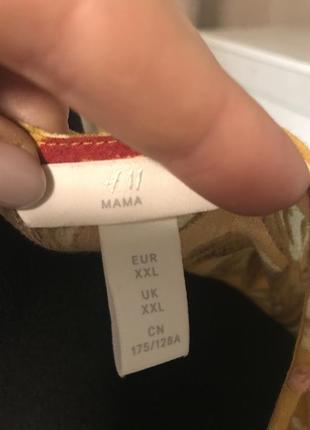 H&M
MAMA
EUR
XXL
UK
XXL
CN
175/128A